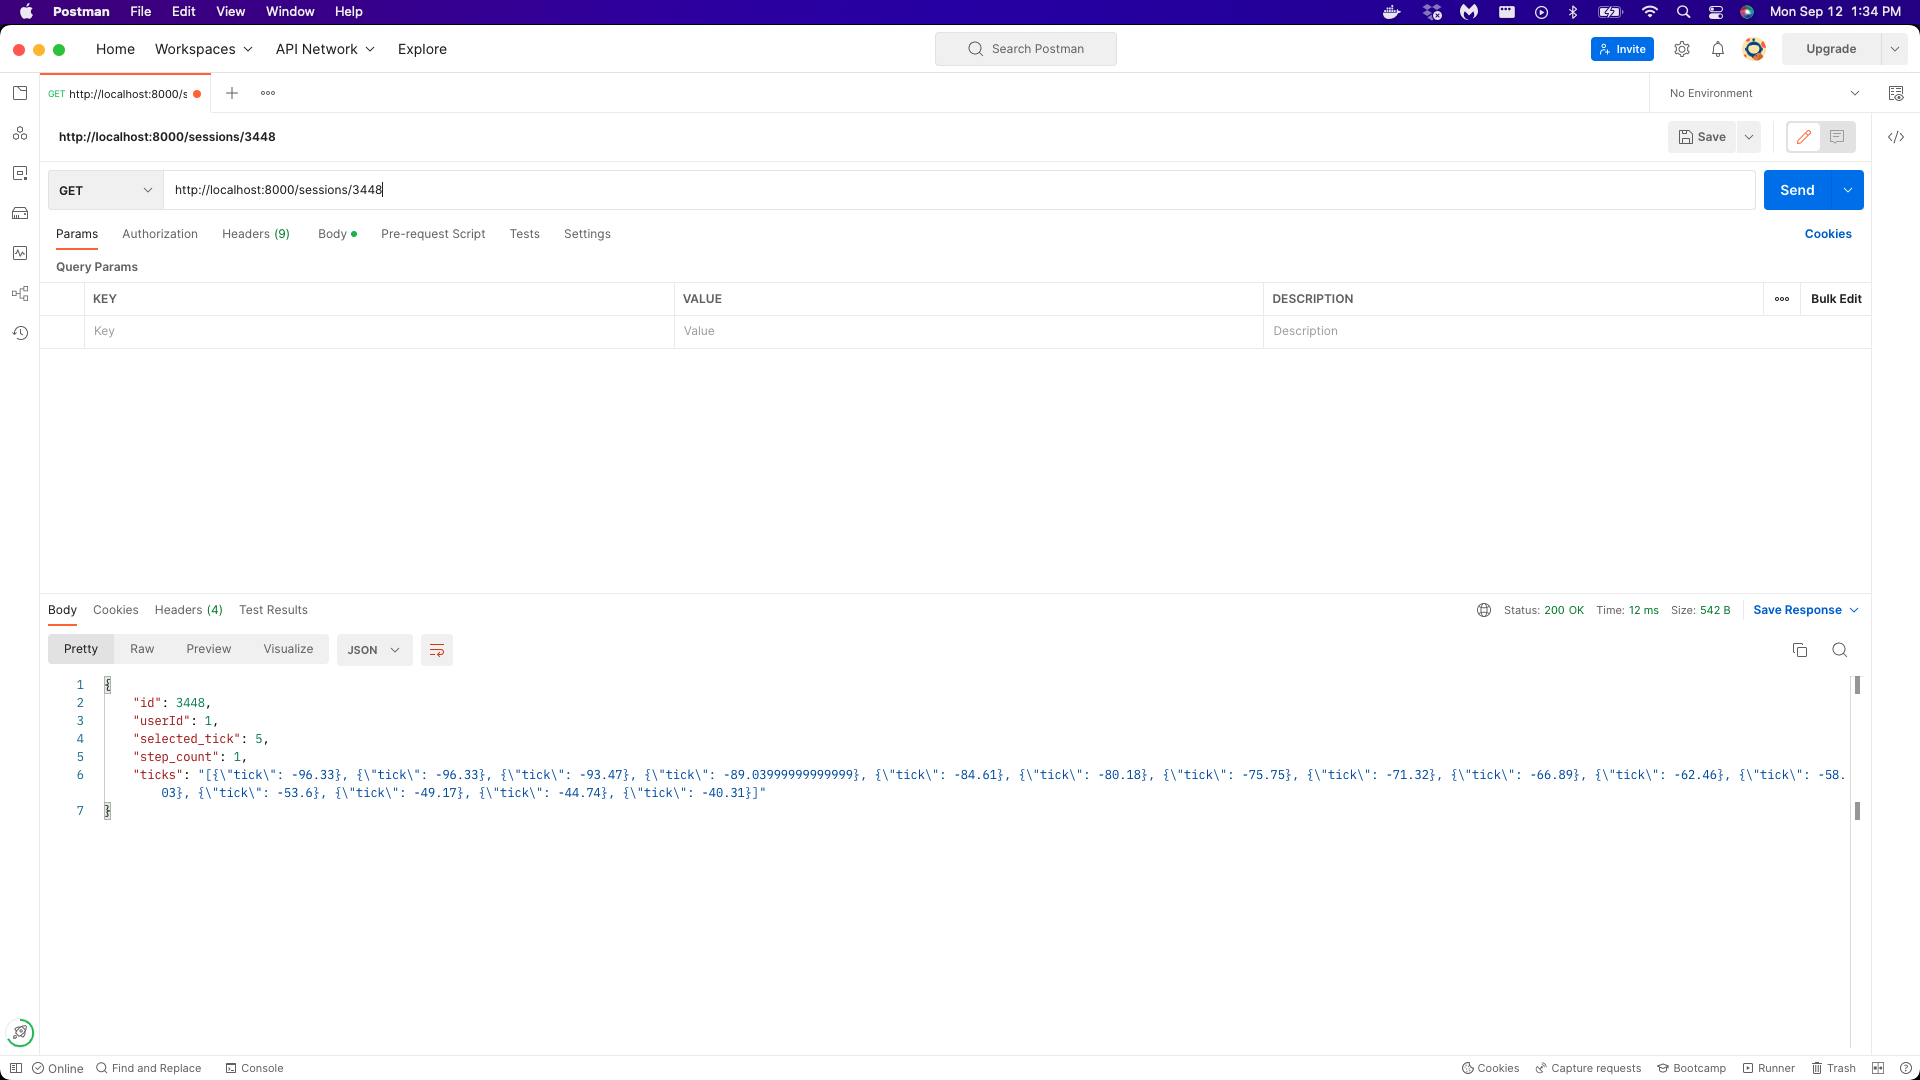 Postman File Edit View Window Help Mon Sep 12 1:34 PM
Home Workspaces API Network Explore Search Postman Invite Upgrade
GET http://localhost:8000/s No Environment
http://localhost:8000/sessions/3448 Save
GET http://localhost:8000/sessions/3448 Send
Params Authorization Headers (9) Body Pre-request Script Tests Settings Cookies
Query Params
KEY VALUE DESCRIPTION Bulk Edit
Key Value Description
Body Cookies Headers (4) Test Results Status: 200 OK Time: 12 ms Size: 542 B Save Response
Pretty Raw Preview Visualize JSON
1 {
2 "id": 3448,
3 "userId": 1,
4 "selected_tick": 5,
5 "step_count": 1,
6 "ticks": "[{\"tick\": -96.33}, {\"tick\": -96.33}, {\"tick\": -93.47}, {\"tick\": -89.03999999999999}, {\"tick\": -84.61}, {\"tick\": -80.18}, {\"tick\": -75.75}, {\"tick\": -71.32}, {\"tick\": -66.89}, {\"tick\": -62.46}, {\"tick\": -58.
03}, {\"tick\": -53.6}, {\"tick\": -49.17}, {\"tick\": -44.74}, {\"tick\": -40.31}]"
7 }
Online Find and Replace Console Cookies Capture requests Bootcamp Runner Trash